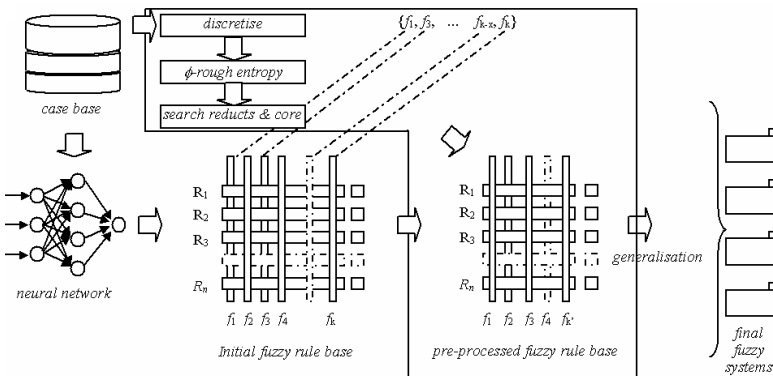 discretise
{f1, f3, ... fk-x, fk}
ϕ-rough entropy
search reducts & core
case base
R1
R2
R3
Rn
f1 f2 f3 f4 fk
Initial fuzzy rule base
neural network
R1
R2
R3
Rn
f1 f2 f3 f4 fk'
pre-processed fuzzy rule base
generalisation
final
fuzzy
systems